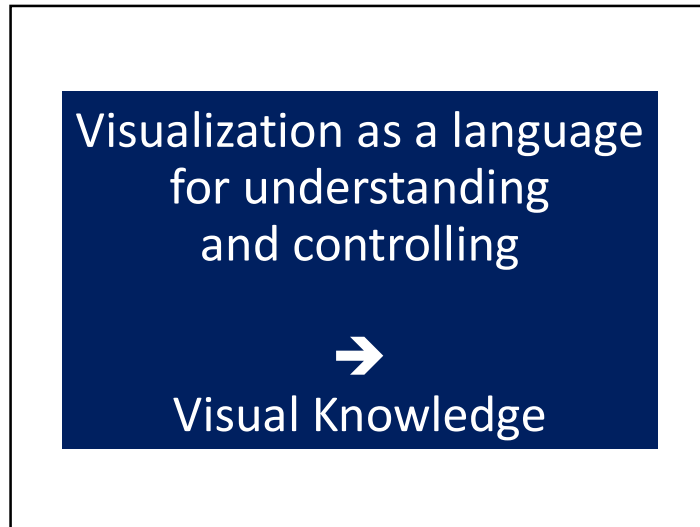 Visualization as a language
for understanding
and controlling
➔
Visual Knowledge